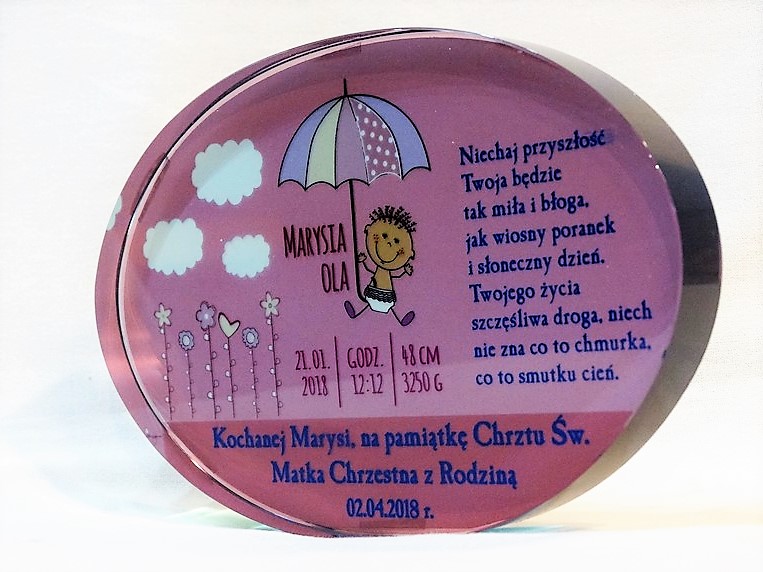 MARYSIA
OLA
21.01.
2018
GODZ.
12:12
48 CM
3250 G
Niechaj przyszłość
Twoja będzie
tak miła i błoga,
jak wiosny poranek
i słoneczny dzień.
Twojego życia
szczęśliwa droga, niech
nie zna co to chmurka,
co to smutku cień.
Kochanej Marysi, na pamiątkę Chrztu Św.
Matka Chrzestna z Rodziną
02.04.2018 r.